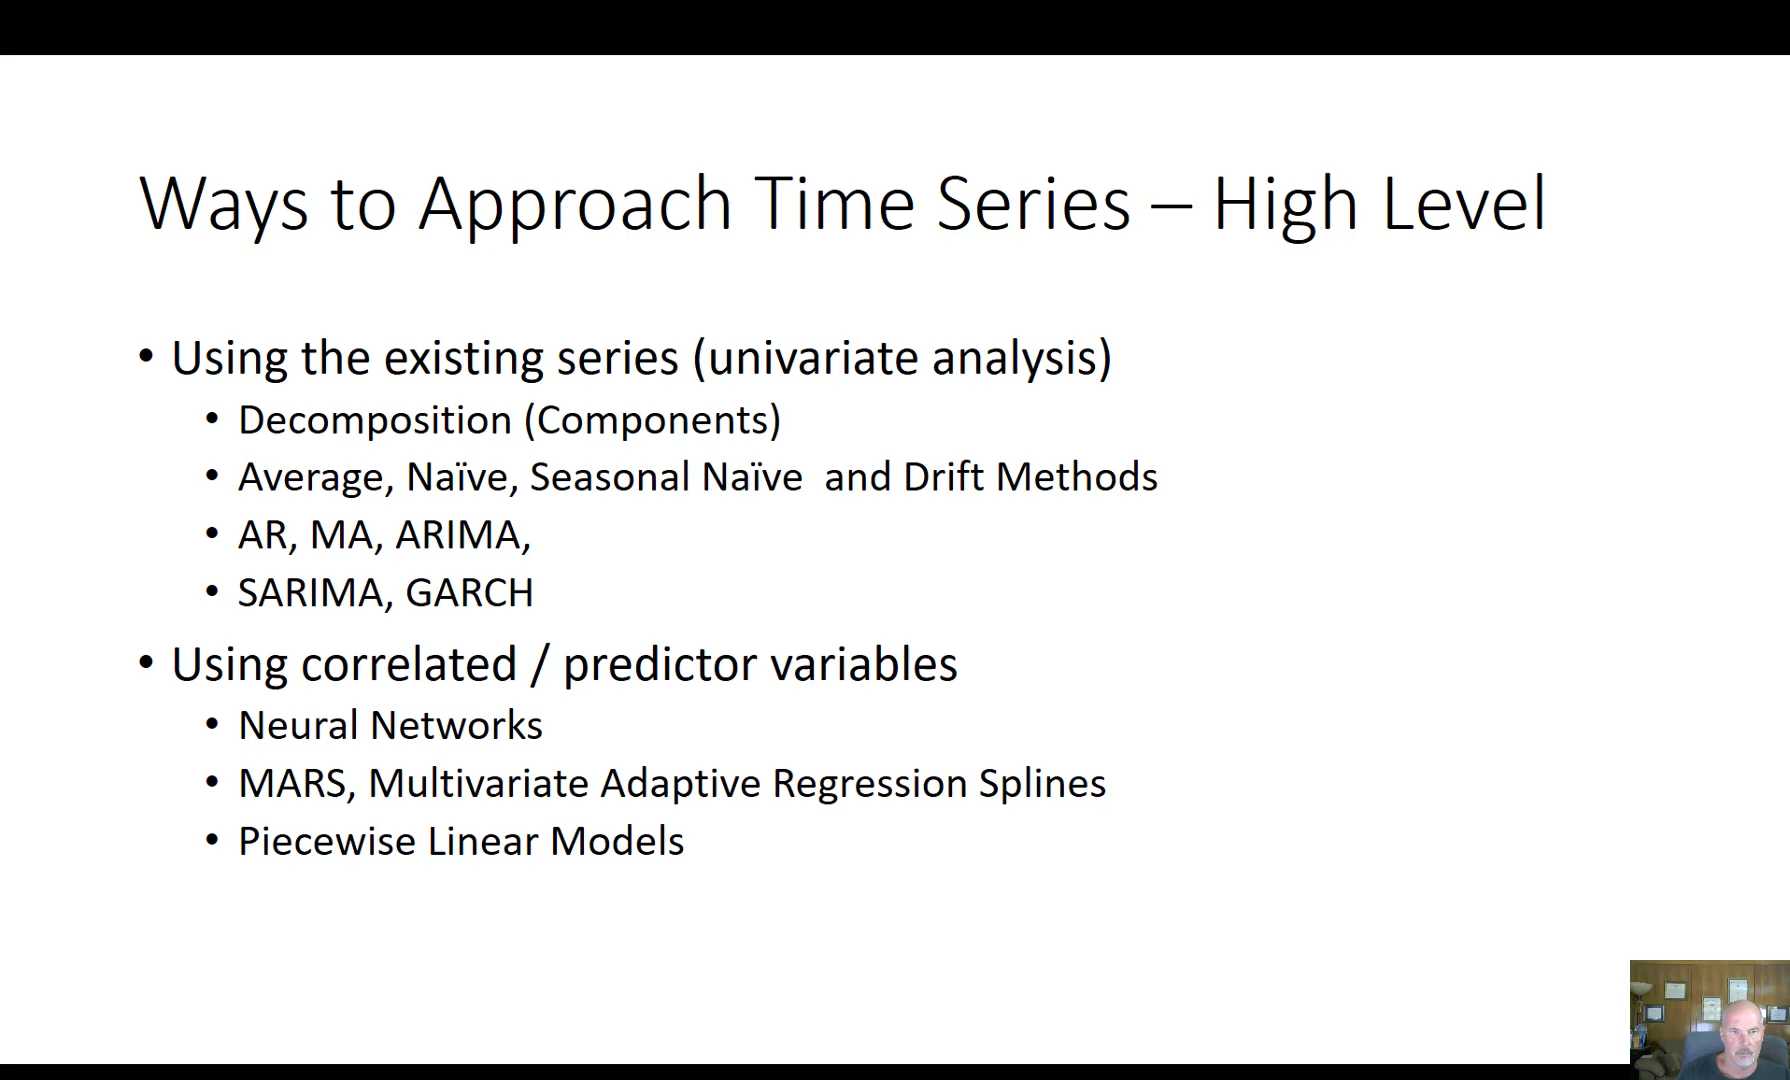 Ways to Approach Time Series – High Level
• Using the existing series (univariate analysis)
• Decomposition (Components)
• Average, Naïve, Seasonal Naïve  and Drift Methods
• AR, MA, ARIMA,
• SARIMA, GARCH
• Using correlated / predictor variables
• Neural Networks
• MARS, Multivariate Adaptive Regression Splines
• Piecewise Linear Models